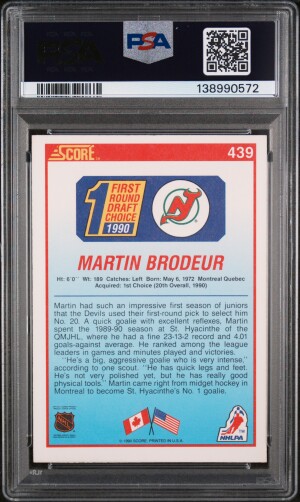 PSA
138990572
SCORE
439
1 FIRST
ROUND
DRAFT
CHOICE
1990
NJ
MARTIN BRODEUR
Ht: 6'0" Wt: 189 Catches: Left Born: May 6, 1972 Montreal Quebec
Acquired: 1st Choice (20th Overall, 1990)
Martin had such an impressive first season of juniors
that the Devils used their first-round pick to select him
No. 20. A quick goalie with excellent reflexes, Martin
spent the 1989-90 season at St. Hyacinthe of the
QMJHL, where he had a fine 23-13-2 record and 4.01
goals-against average. He ranked among the league
leaders in games and minutes played and victories.
"He's a big, aggressive goalie who is very intense,"
according to one scout. "He has quick legs and feet.
He's not very polished yet, but he has really good
physical tools." Martin came right from midget hockey in
Montreal to become St. Hyacinthe's No. 1 goalie.
NHL
NHLPA
© 1990 SCORE PRINTED IN U.S.A.